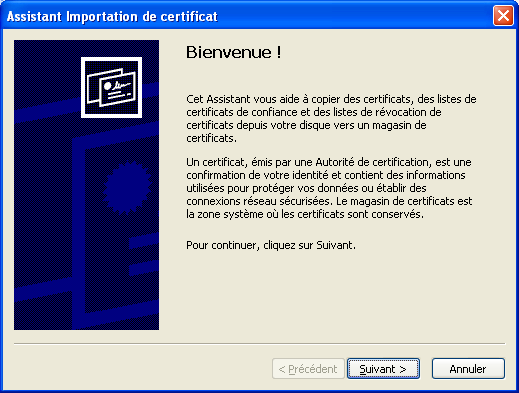 Assistant Importation de certificat
Bienvenue !
Cet Assistant vous aide à copier des certificats, des listes de
certificats de confiance et des listes de révocation de
certificats depuis votre disque vers un magasin de
certificats.
Un certificat, émis par une Autorité de certification, est une
confirmation de votre identité et contient des informations
utilisées pour protéger vos données ou établir des
connexions réseau sécurisées. Le magasin de certificats est
la zone système où les certificats sont conservés.
Pour continuer, cliquez sur Suivant.
< Précédent Suivant > Annuler